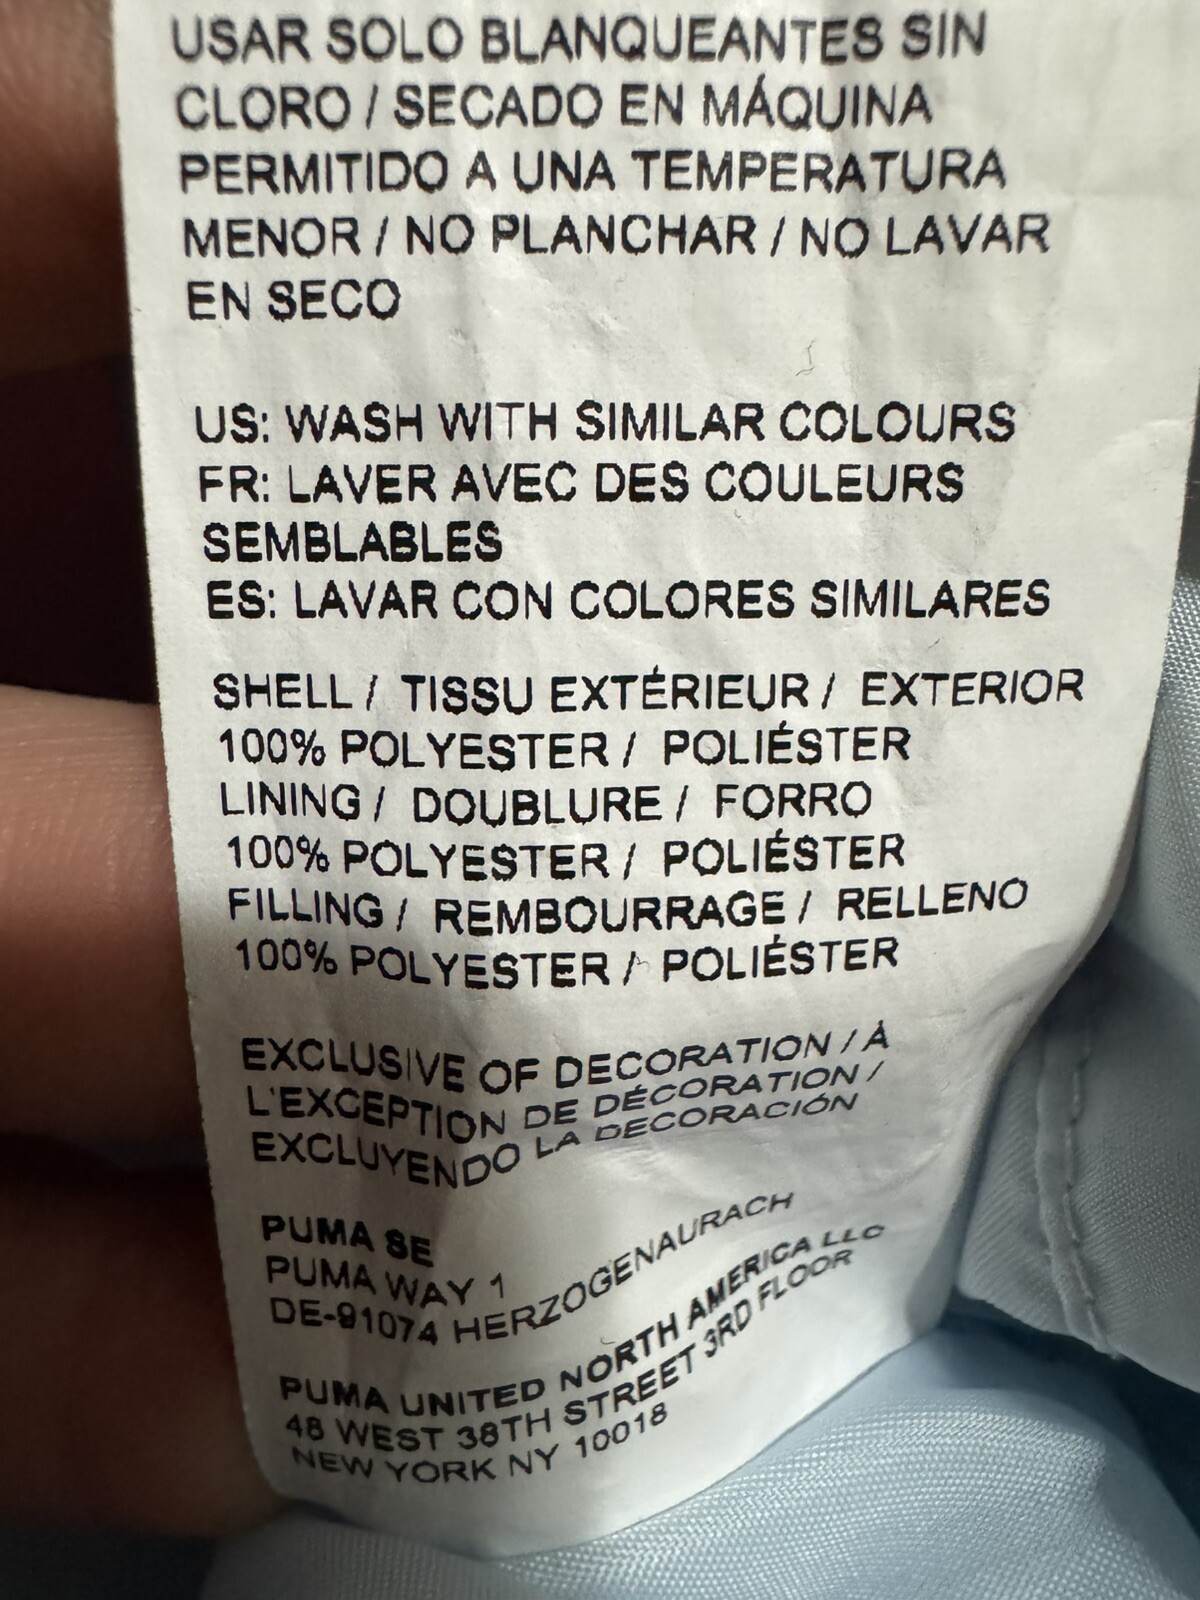 USAR SOLO BLANQUEANTES SIN
CLORO / SECADO EN MÁQUINA
PERMITIDO A UNA TEMPERATURA
MENOR / NO PLANCHAR / NO LAVAR
EN SECO
US: WASH WITH SIMILAR COLOURS
FR: LAVER AVEC DES COULEURS
SEMBLABLES
ES: LAVAR CON COLORES SIMILARES
SHELL / TISSU EXTÉRIEUR / EXTERIOR
100% POLYESTER / POLIÉSTER
LINING / DOUBLURE / FORRO
100% POLYESTER / POLIÉSTER
FILLING / REMBOURRAGE / RELLENO
100% POLYESTER / POLIÉSTER
EXCLUSIVE OF DECORATION / À
L'EXCEPTION DE DÉCORATION /
EXCLUYENDO LA DECORACIÓN
PUMA SE
PUMA WAY 1
DE-91074 HERZOGENAURACH
PUMA UNITED NORTH AMERICA LLC
48 WEST 38TH STREET 3RD FLOOR
NEW YORK NY 10018